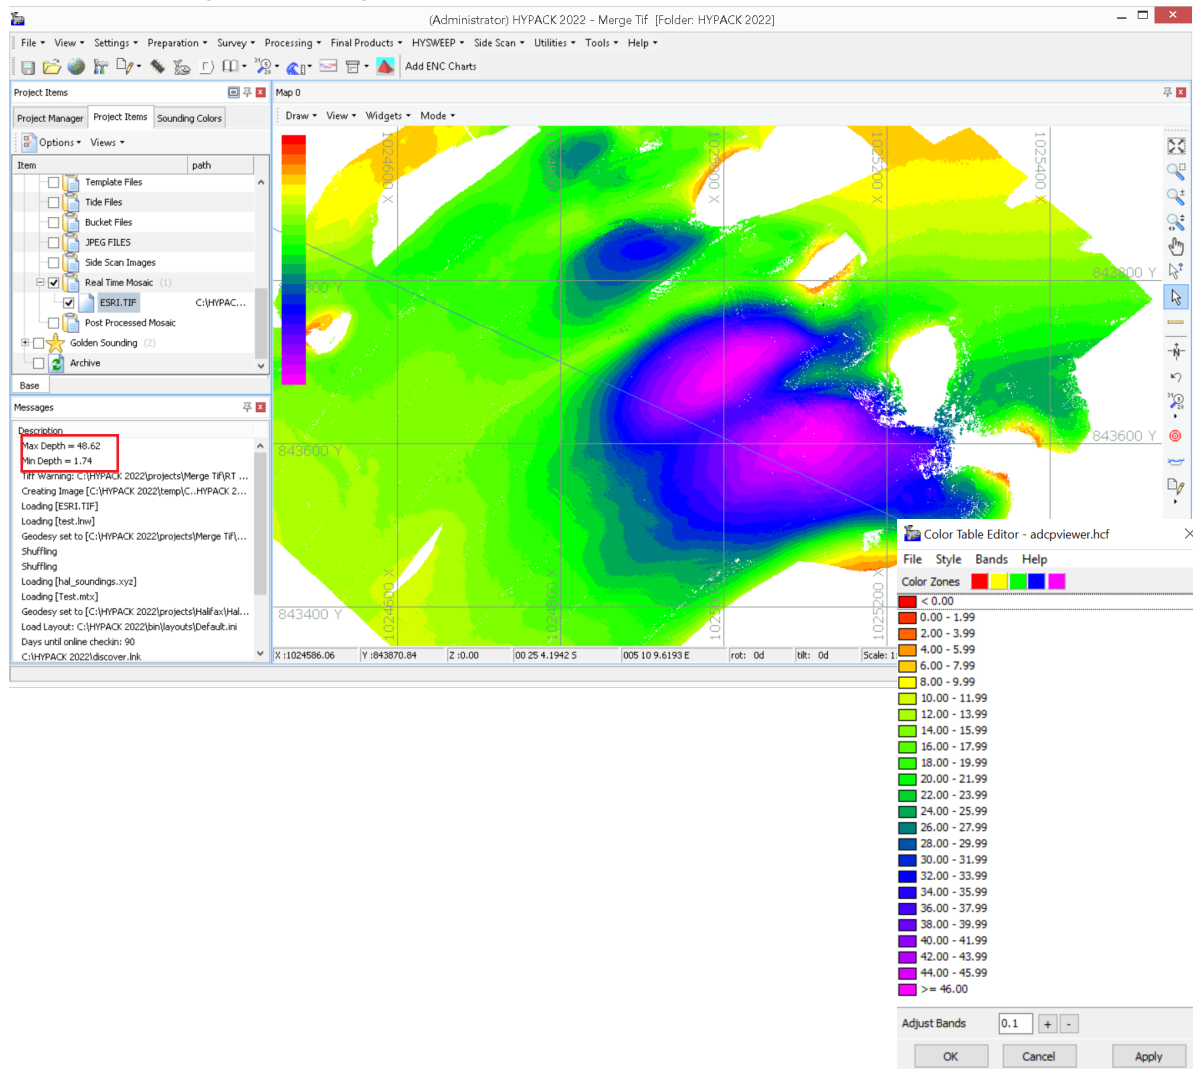 (Administrator) HYPACK 2022 - Merge Tif [Folder: HYPACK 2022]
File View Settings Preparation Survey Processing Final Products HYSWEEP Side Scan Utilities Tools Help
Add ENC Charts
Project Items
Project Manager Project Items Sounding Colors
Options Views
Item path
Template Files
Tide Files
Bucket Files
JPEG FILES
Side Scan Images
Real Time Mosaic (1)
ESRI.TIF C:\HYPAC...
Post Processed Mosaic
Golden Sounding (2)
Archive
Base
Messages
Description
Max Depth = 48.62
Min Depth = 1.74
Tiff Warning: C:\HYPACK 2022\projects\Merge Tif\RT ...
Creating Image [C:\HYPACK 2022\temp\C..HYPACK 2...
Loading [ESRI.TIF]
Loading [test.lnw]
Geodesy set to [C:\HYPACK 2022\projects\Merge Tif\...
Shuffling
Shuffling
Loading [hal_soundings.xyz]
Loading [Test.mtx]
Geodesy set to [C:\HYPACK 2022\projects\Halifax\Hal...
Load Layout: C:\HYPACK 2022\bin\layouts\Default.ini
Days until online checkin: 90
C:\HYPACK 2022\discover.lnk
Map 0
Draw View Widgets Mode
1024600 X
1025200 X
1025400 X
843800 Y
843600 Y
843600 Y
843400 Y
1024600 X
1025200 X
X :1024586.06 Y :843870.84 Z :0.00 00 25 4.1942 S 005 10 9.6193 E rot: 0d tilt: 0d Scale: 1:
Color Table Editor - adcpviewer.hcf
File Style Bands Help
Color Zones
< 0.00
0.00 - 1.99
2.00 - 3.99
4.00 - 5.99
6.00 - 7.99
8.00 - 9.99
10.00 - 11.99
12.00 - 13.99
14.00 - 15.99
16.00 - 17.99
18.00 - 19.99
20.00 - 21.99
22.00 - 23.99
24.00 - 25.99
26.00 - 27.99
28.00 - 29.99
30.00 - 31.99
32.00 - 33.99
34.00 - 35.99
36.00 - 37.99
38.00 - 39.99
40.00 - 41.99
42.00 - 43.99
44.00 - 45.99
>= 46.00
Adjust Bands 0.1 + -
OK Cancel Apply